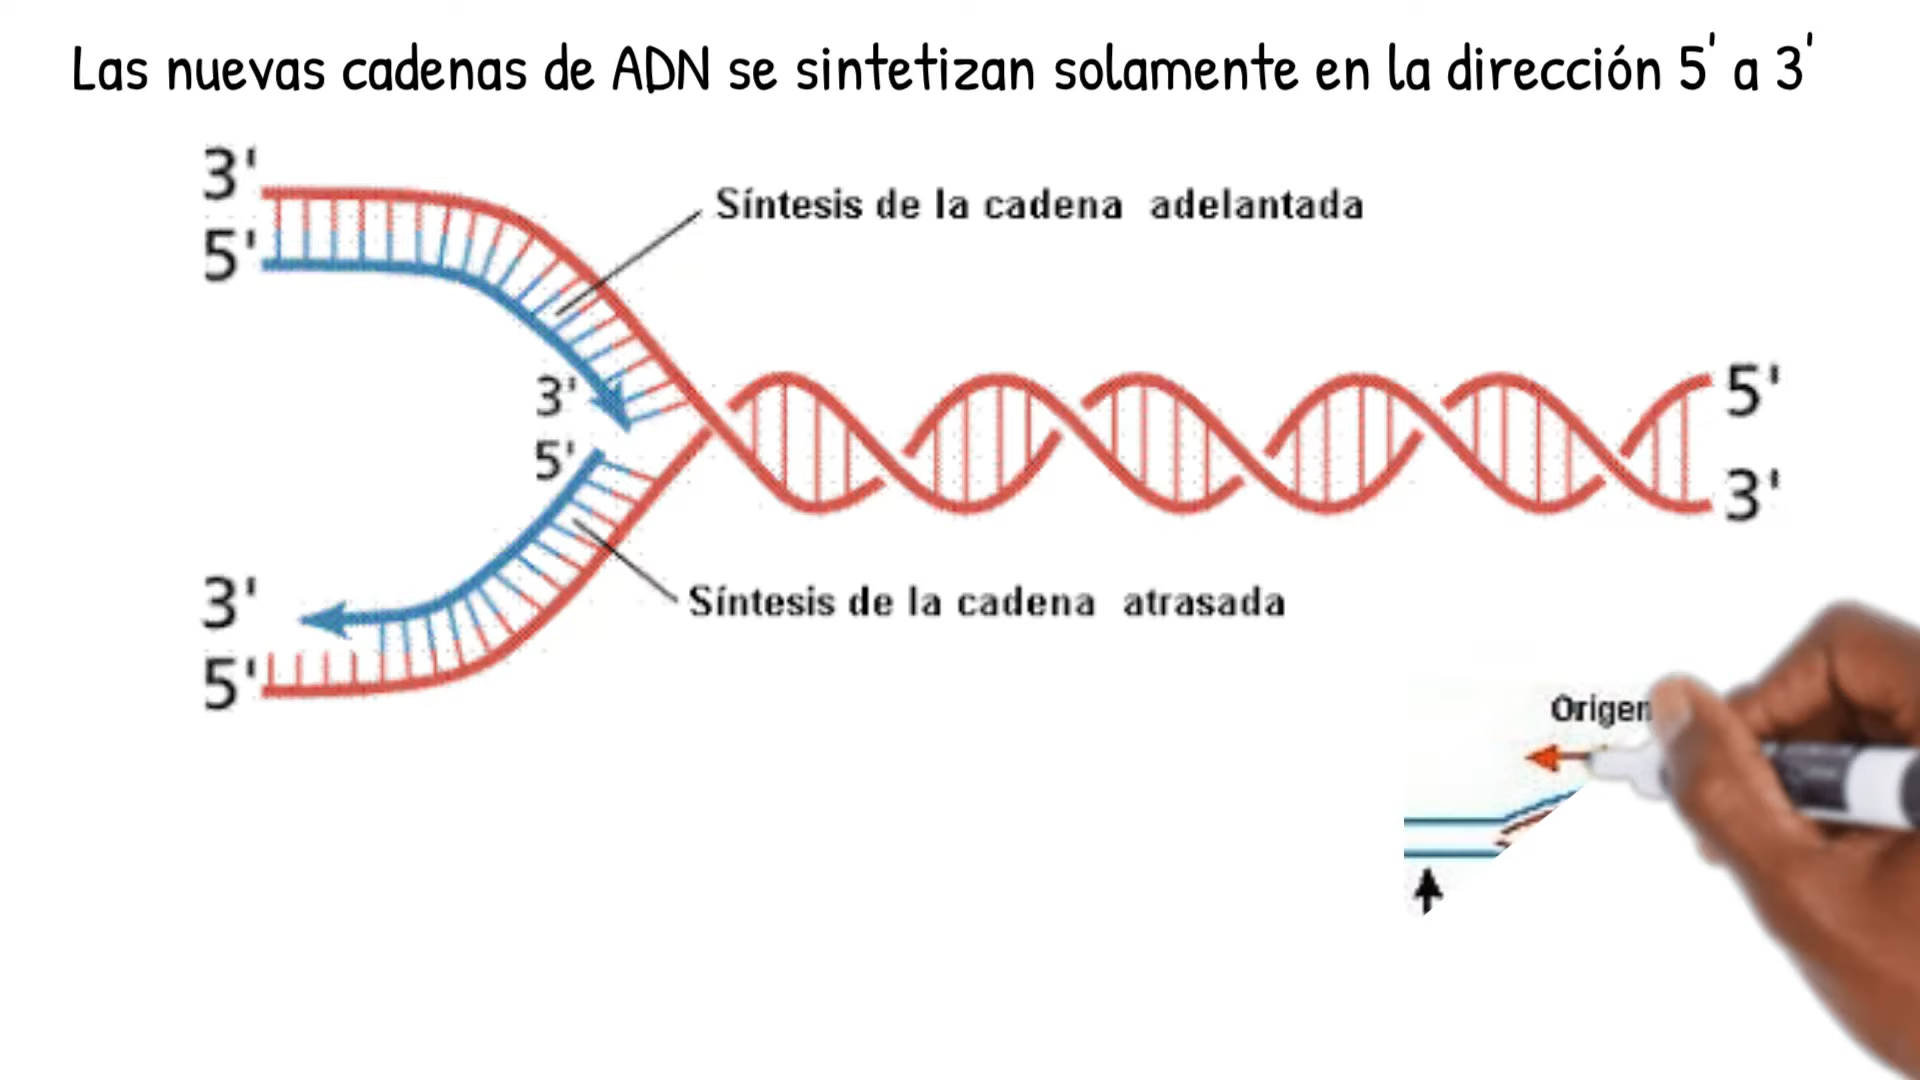 Las nuevas cadenas de ADN se sintetizan solamente en la dirección 5' a 3'
3'
Síntesis de la cadena adelantada
5'
3'
5'
5'
3'
3'
Síntesis de la cadena atrasada
5'
Origen